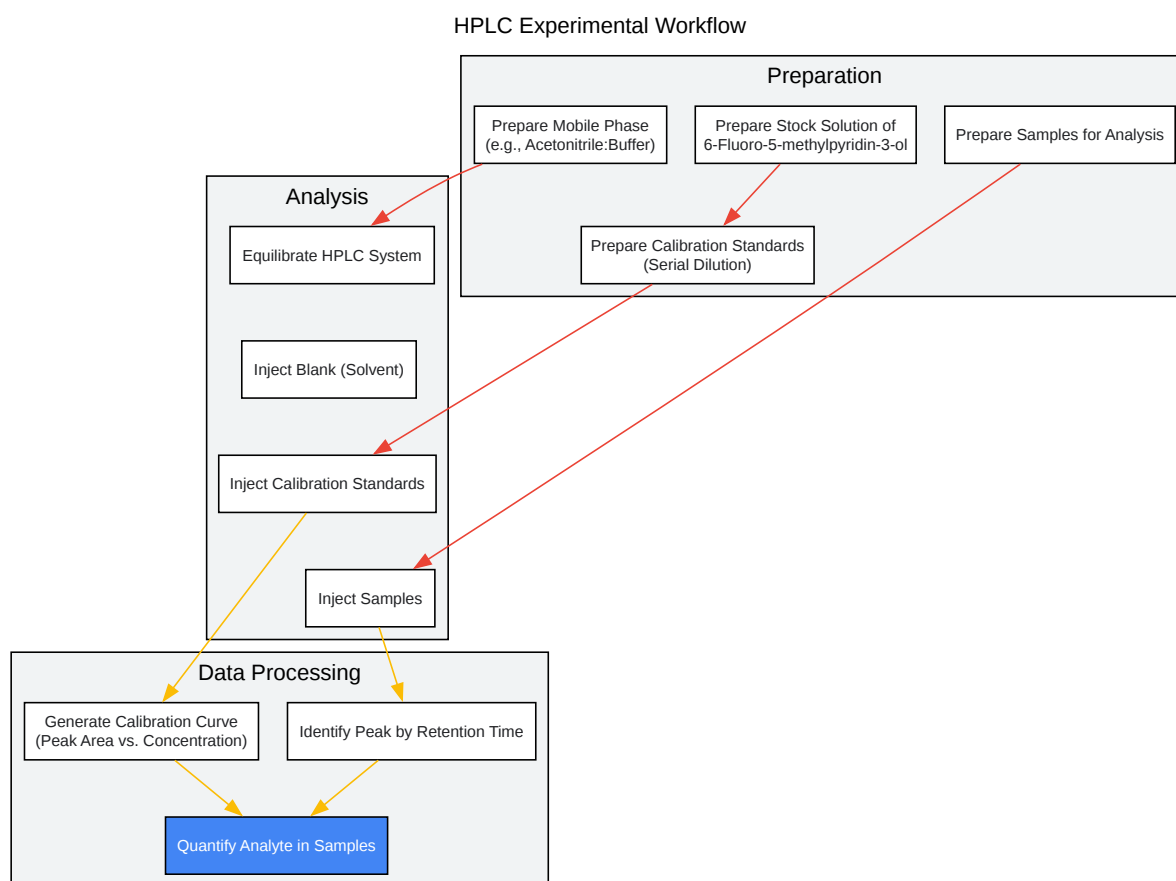 HPLC Experimental Workflow
Preparation
Prepare Mobile Phase
(e.g., Acetonitrile:Buffer)
Prepare Stock Solution of
6-Fluoro-5-methylpyridin-3-ol
Prepare Samples for Analysis
Prepare Calibration Standards
(Serial Dilution)
Analysis
Equilibrate HPLC System
Inject Blank (Solvent)
Inject Calibration Standards
Inject Samples
Data Processing
Generate Calibration Curve
(Peak Area vs. Concentration)
Identify Peak by Retention Time
Quantify Analyte in Samples